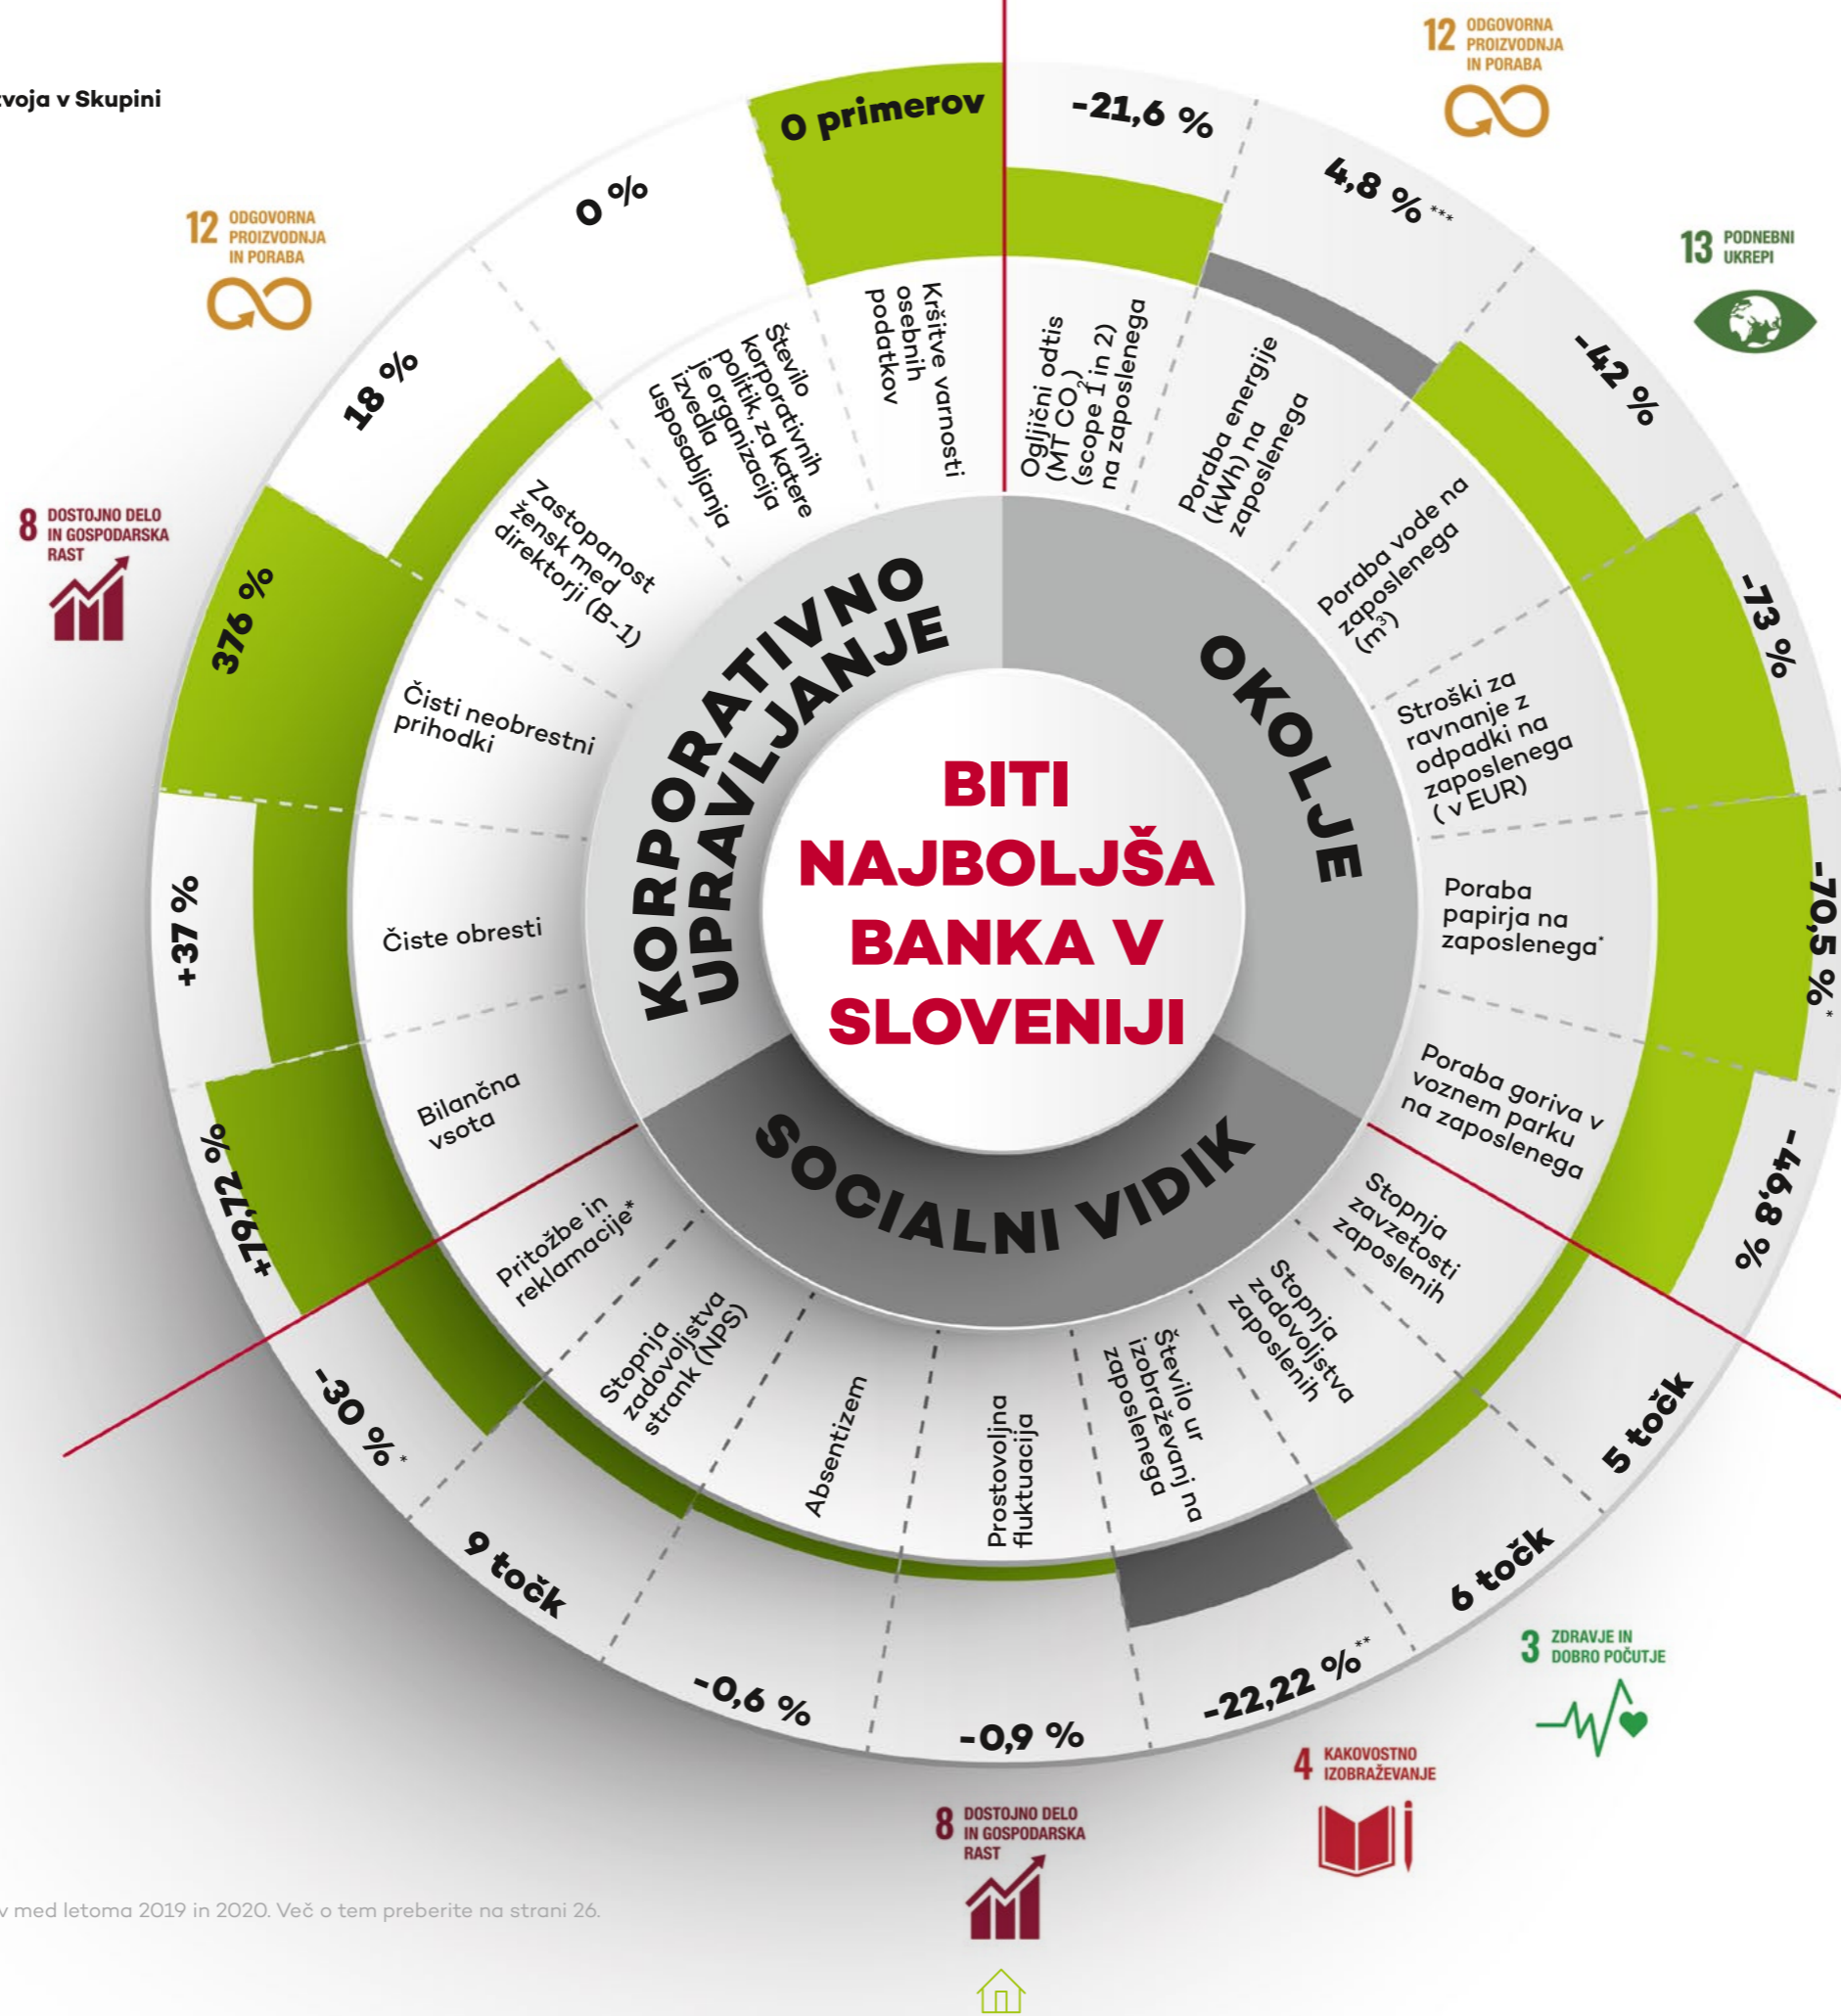 voja v Skupini
BITI
NAJBOLJŠA
BANKA V
SLOVENIJI
OKOLJE
-21,6 %
Ogljični odtis
(MT CO₂)
(scope 1 in 2)
na zaposlenega
4,8 % ***
Poraba energije
(kWh) na
zaposlenega
-42 %
Poraba vode na
zaposlenega
(m³)
-73 %
Stroški za
ravnanje z
odpadki na
zaposlenega
( v EUR)
-70,5 % *
Poraba
papirja na
zaposlenega*
-46,8 %
Poraba goriva v
voznem parku
na zaposlenega
SOCIALNI VIDIK
5 točk
Stopnja
zavzetosti
zaposlenih
6 točk
Stopnja
zadovoljstva
zaposlenih
-22,22 % **
Število ur
izobraževanj na
zaposlenega
-0,9 %
Prostovoljna
fluktuacija
-0,6 %
Absentizem
9 točk
Stopnja
zadovoljstva
strank (NPS)
-30 % *
Pritožbe in
reklamacije*
KORPORATIVNO
UPRAVLJANJE
+79,72 %
Bilančna
vsota
+37 %
Čiste obresti
376 %
Čisti neobrestni
prihodki
18 %
Zastopanost
žensk med
direktorji (B-1)
0 %
Število
korporativnih
politik, za katere
je organizacija
izvedla
usposabljanja
0 primerov
Kršitve varnosti
osebnih
podatkov
12 ODGOVORNA
PROIZVODNJA
IN PORABA
13 PODNEBNI
UKREPI
3 ZDRAVJE IN
DOBRO POČUTJE
4 KAKOVOSTNO
IZOBRAŽEVANJE
8 DOSTOJNO DELO
IN GOSPODARSKA
RAST
8 DOSTOJNO DELO
IN GOSPODARSKA
RAST
12 ODGOVORNA
PROIZVODNJA
IN PORABA
v med letoma 2019 in 2020. Več o tem preberite na strani 26.